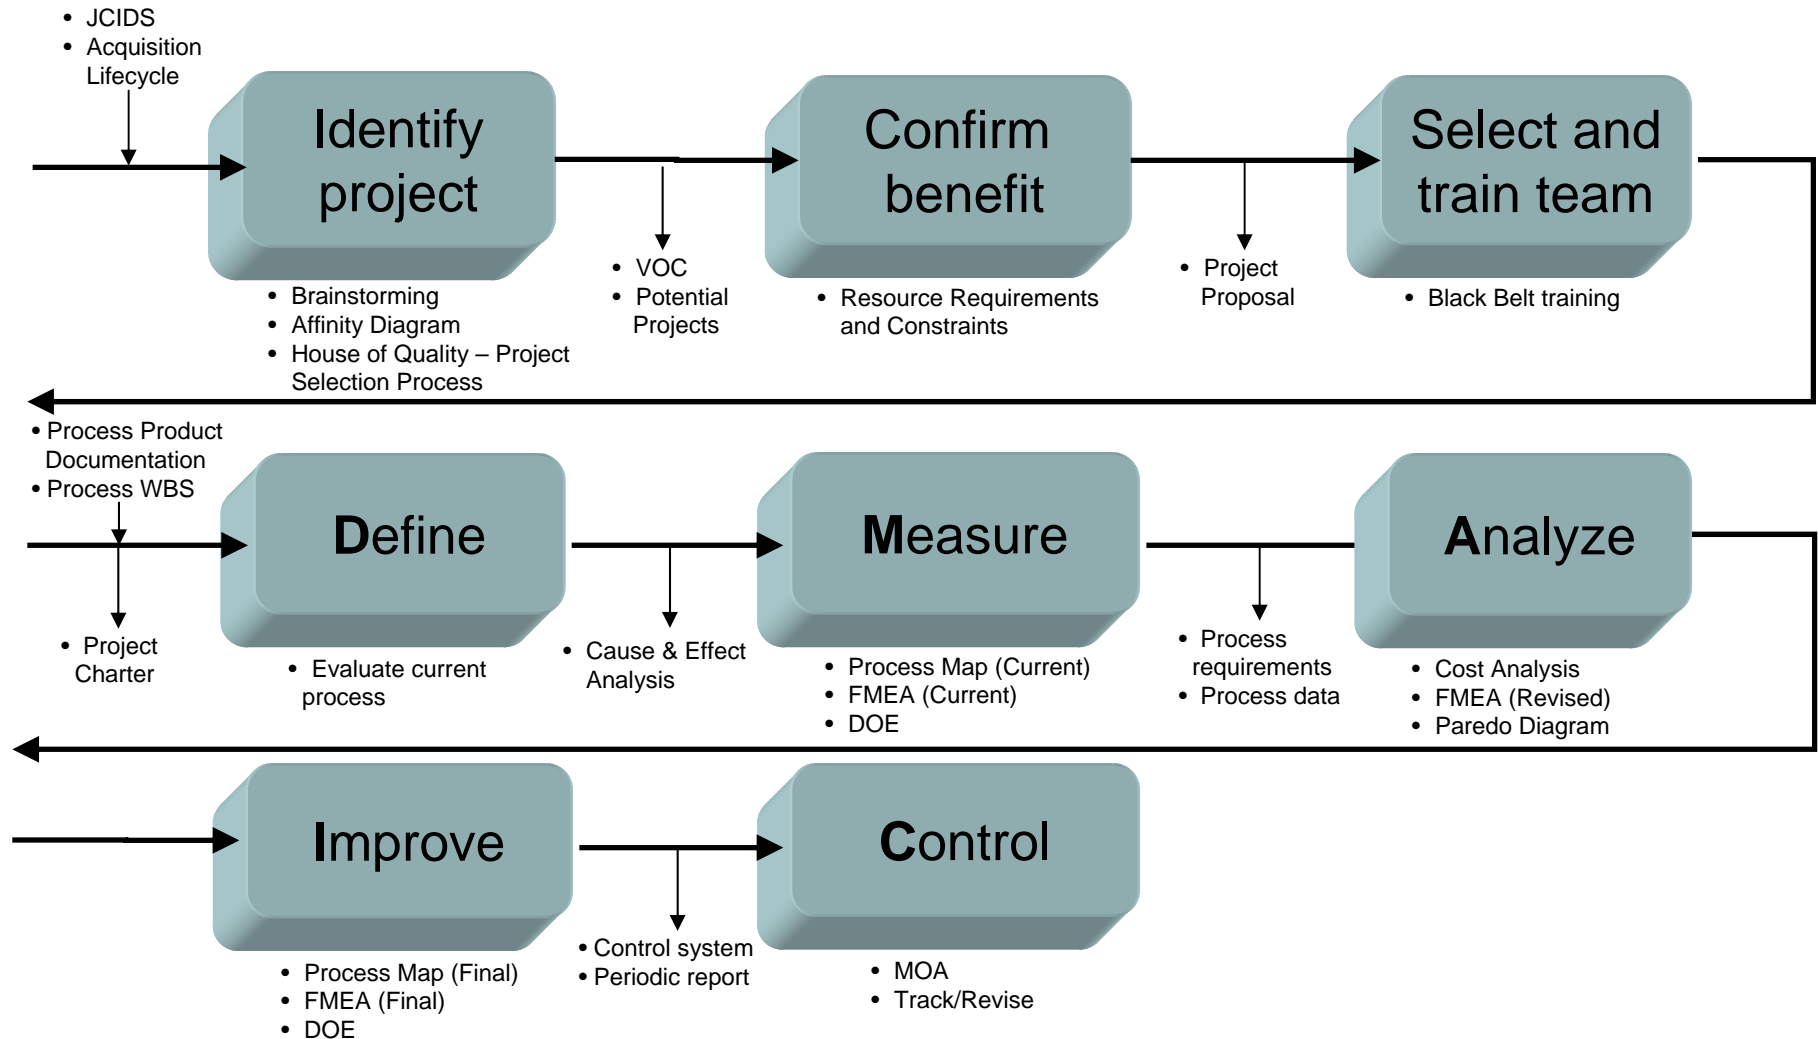 • JCIDS
• Acquisition
Lifecycle
Identify
project
Confirm
benefit
Select and
train team
• Brainstorming
• Affinity Diagram
• House of Quality – Project
Selection Process
• VOC
• Potential
Projects
• Resource Requirements
and Constraints
• Project
Proposal
• Black Belt training
• Process Product
Documentation
• Process WBS
Define
Measure
Analyze
• Project
Charter
• Evaluate current
process
• Cause & Effect
Analysis
• Process Map (Current)
• FMEA (Current)
• DOE
• Process
requirements
• Process data
• Cost Analysis
• FMEA (Revised)
• Paredo Diagram
Improve
Control
• Process Map (Final)
• FMEA (Final)
• DOE
• Control system
• Periodic report
• MOA
• Track/Revise